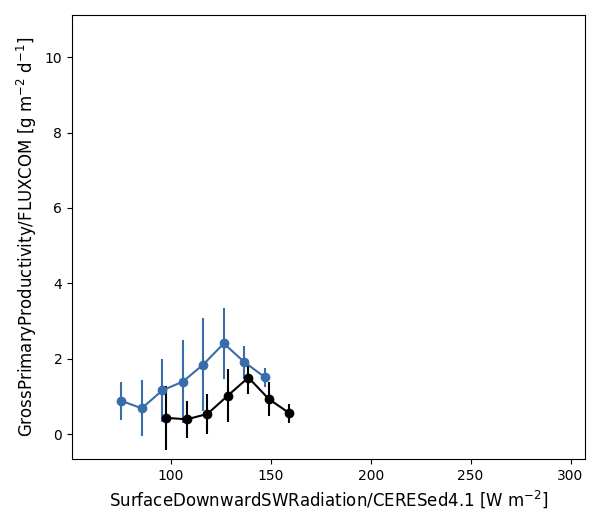 10
8
6
4
2
0
GrossPrimaryProductivity/FLUXCOM [g m⁻² d⁻¹]
100 150 200 250 300
SurfaceDownwardSWRadiation/CERESed4.1 [W m⁻²]